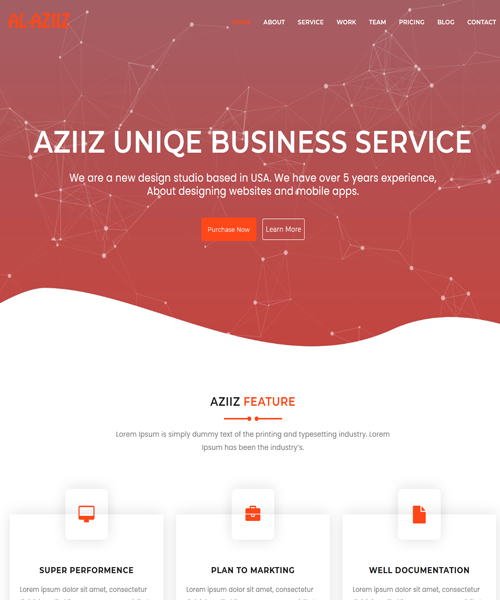 AL-AZIIZ
HOME ABOUT SERVICE WORK TEAM PRICING BLOG CONTACT
AZIIZ UNIQE BUSINESS SERVICE
We are a new design studio based in USA. We have over 5 years experience,
About designing websites and mobile apps.
Purchase Now Learn More
AZIIZ FEATURE
Lorem Ipsum is simply dummy text of the printing and typesetting industry. Lorem
Ipsum has been the industry's.
SUPER PERFORMENCE PLAN TO MARKTING WELL DOCUMENTATION
Lorem ipsum dolor sit amet, consectetur Lorem ipsum dolor sit amet, consectetur Lorem ipsum dolor sit amet, consectetur